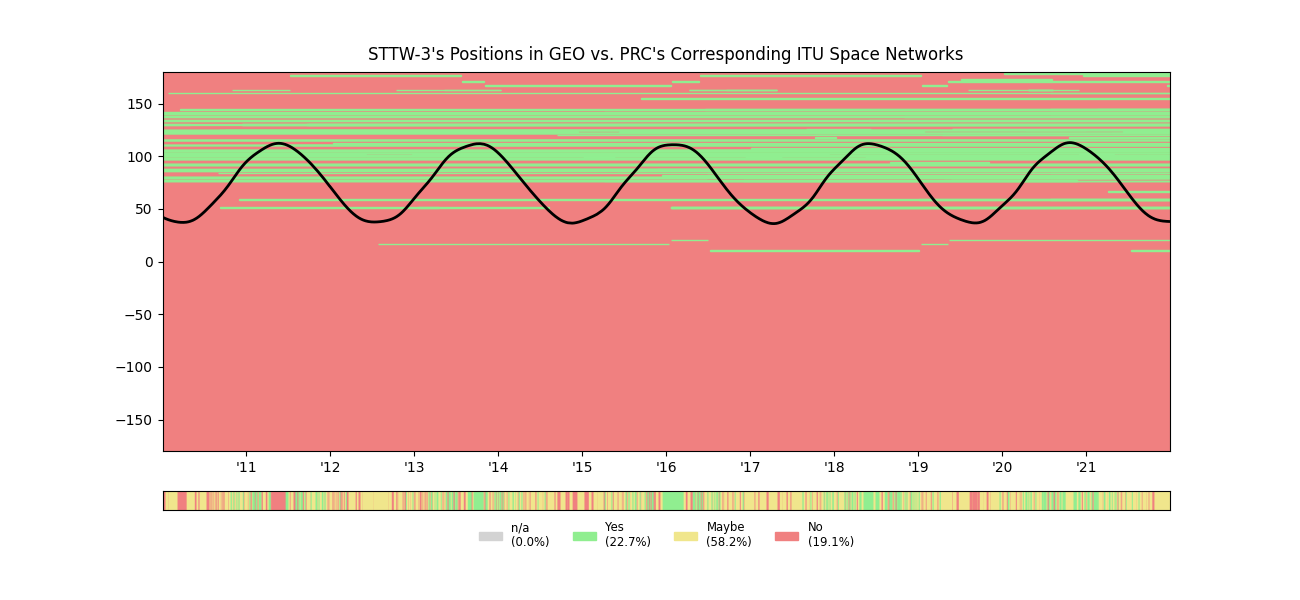 STTW-3's Positions in GEO vs. PRC's Corresponding ITU Space Networks
150
100
50
0
−50
−100
−150
'11 '12 '13 '14 '15 '16 '17 '18 '19 '20 '21
n/a Yes Maybe No
(0.0%) (22.7%) (58.2%) (19.1%)